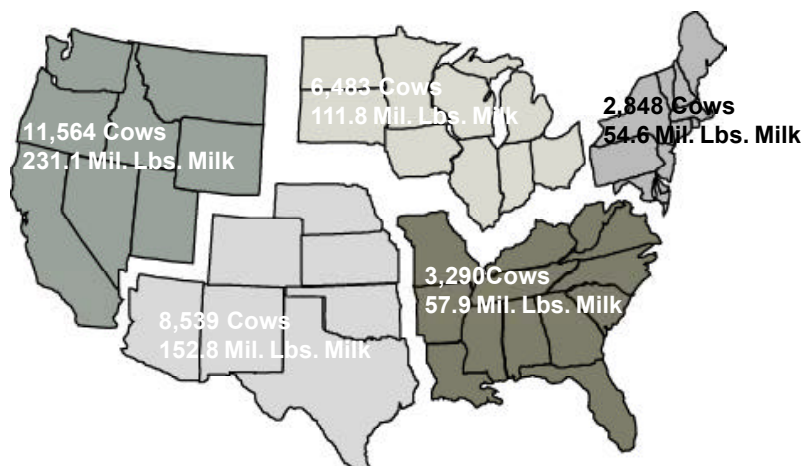 6,483 Cows
111.8 Mil. Lbs. Milk
2,848 Cows
54.6 Mil. Lbs. Milk
11,564 Cows
231.1 Mil. Lbs. Milk
3,290Cows
57.9 Mil. Lbs. Milk
8,539 Cows
152.8 Mil. Lbs. Milk